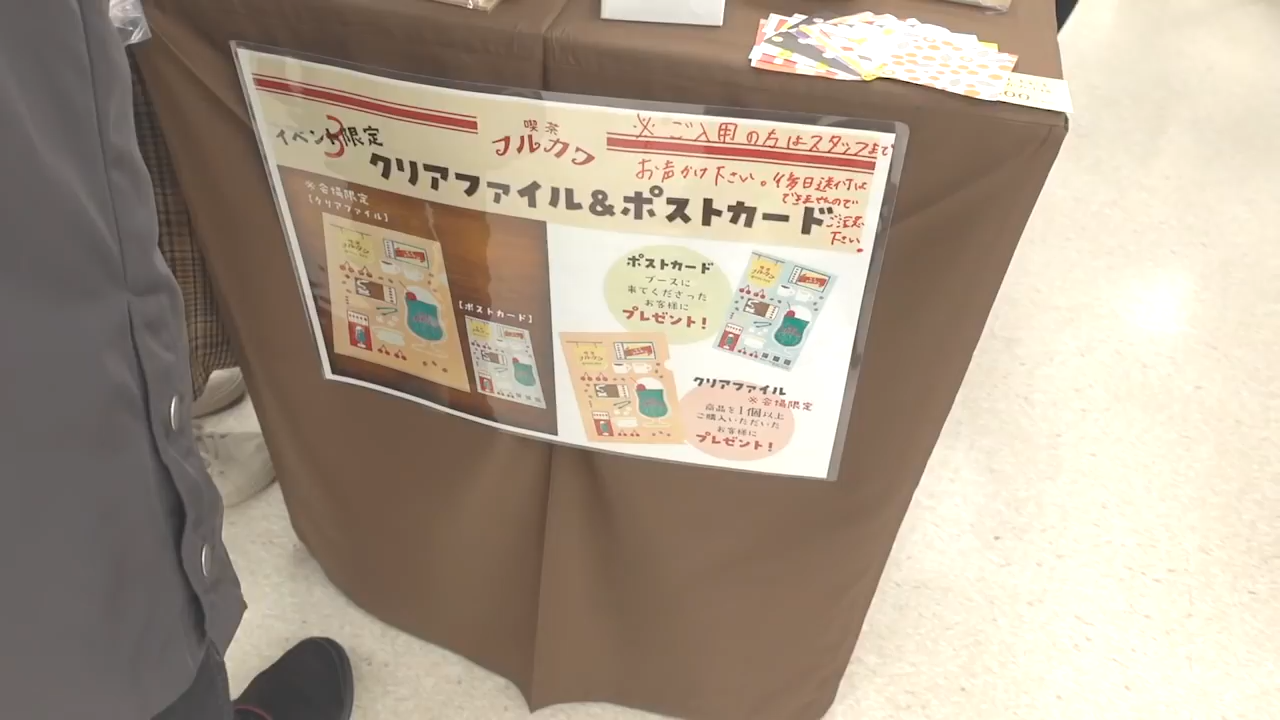 イベント限定
喫茶
フルカワ
※ご入用の方はスタッフまで
お声かけ下さい。後日送付は
できませんので
ご注意
下さい。
クリアファイル&ポストカード
※会場限定
【クリアファイル】
【ポストカード】
ポストカード
ブースに
来てくださった
お客様に
プレゼント!
クリアファイル
※会場限定
商品を1個以上
ご購入いただいた
お客様に
プレゼント!